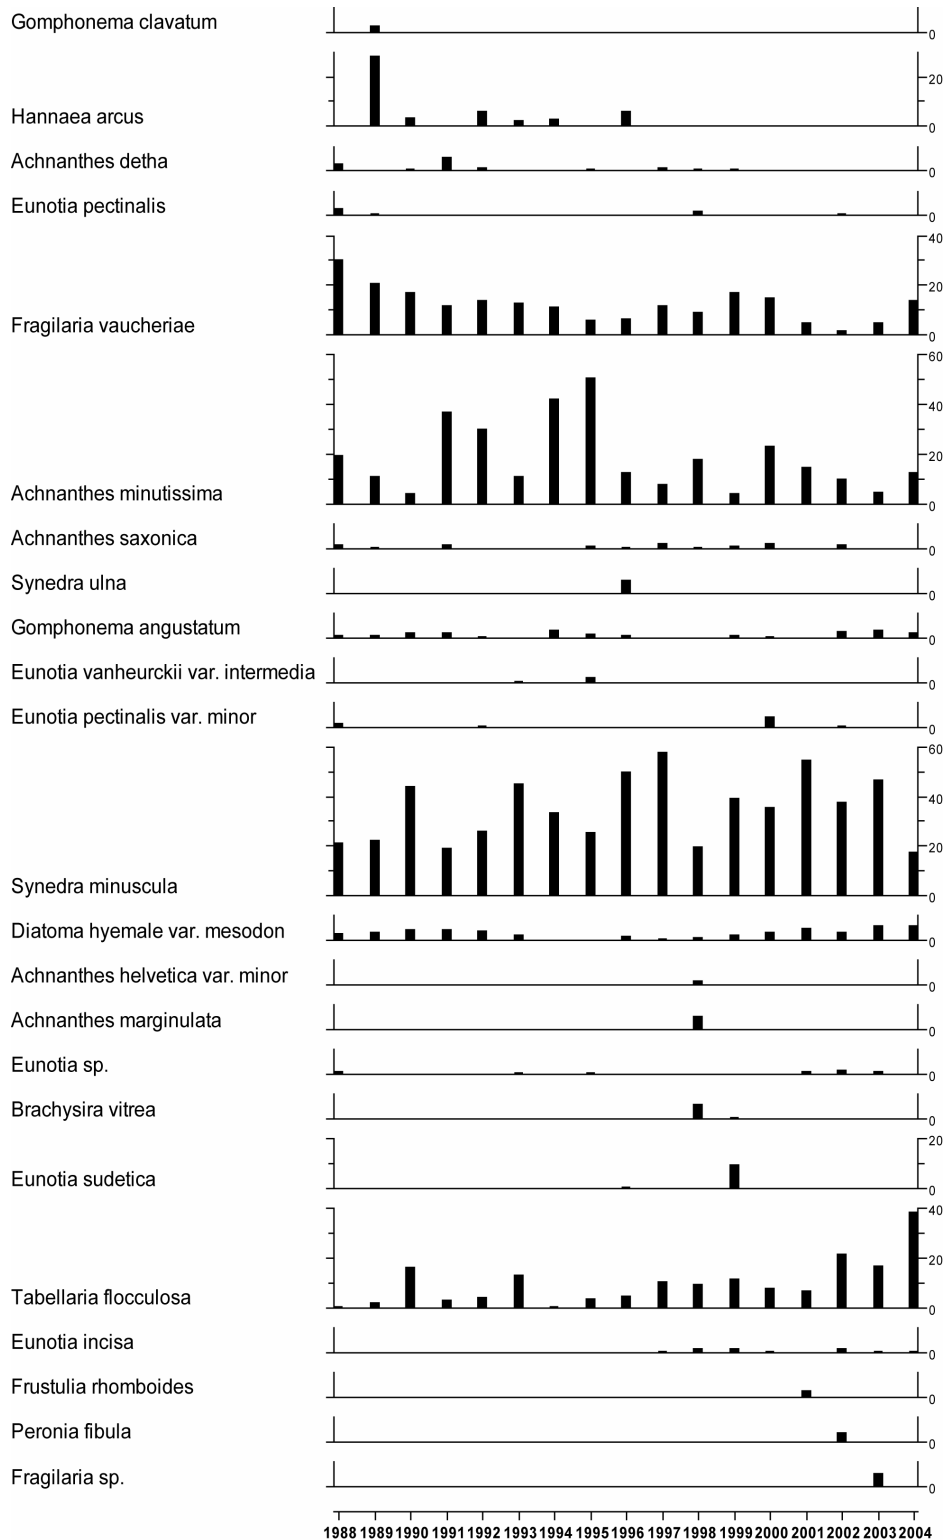 Gomphonema clavatum
0
20
Hannaea arcus
0
Achnanthes detha
0
Eunotia pectinalis
0
40
20
Fragilaria vaucheriae
0
60
40
20
Achnanthes minutissima
0
Achnanthes saxonica
0
Synedra ulna
0
Gomphonema angustatum
0
Eunotia vanheurckii var. intermedia
0
Eunotia pectinalis var. minor
0
60
40
20
Synedra minuscula
0
Diatoma hyemale var. mesodon
0
Achnanthes helvetica var. minor
0
Achnanthes marginulata
0
Eunotia sp.
0
Brachysira vitrea
0
20
Eunotia sudetica
0
40
20
Tabellaria flocculosa
0
Eunotia incisa
0
Frustulia rhomboides
0
Peronia fibula
0
Fragilaria sp.
0
1988 1989 1990 1991 1992 1993 1994 1995 1996 1997 1998 1999 2000 2001 2002 2003 2004